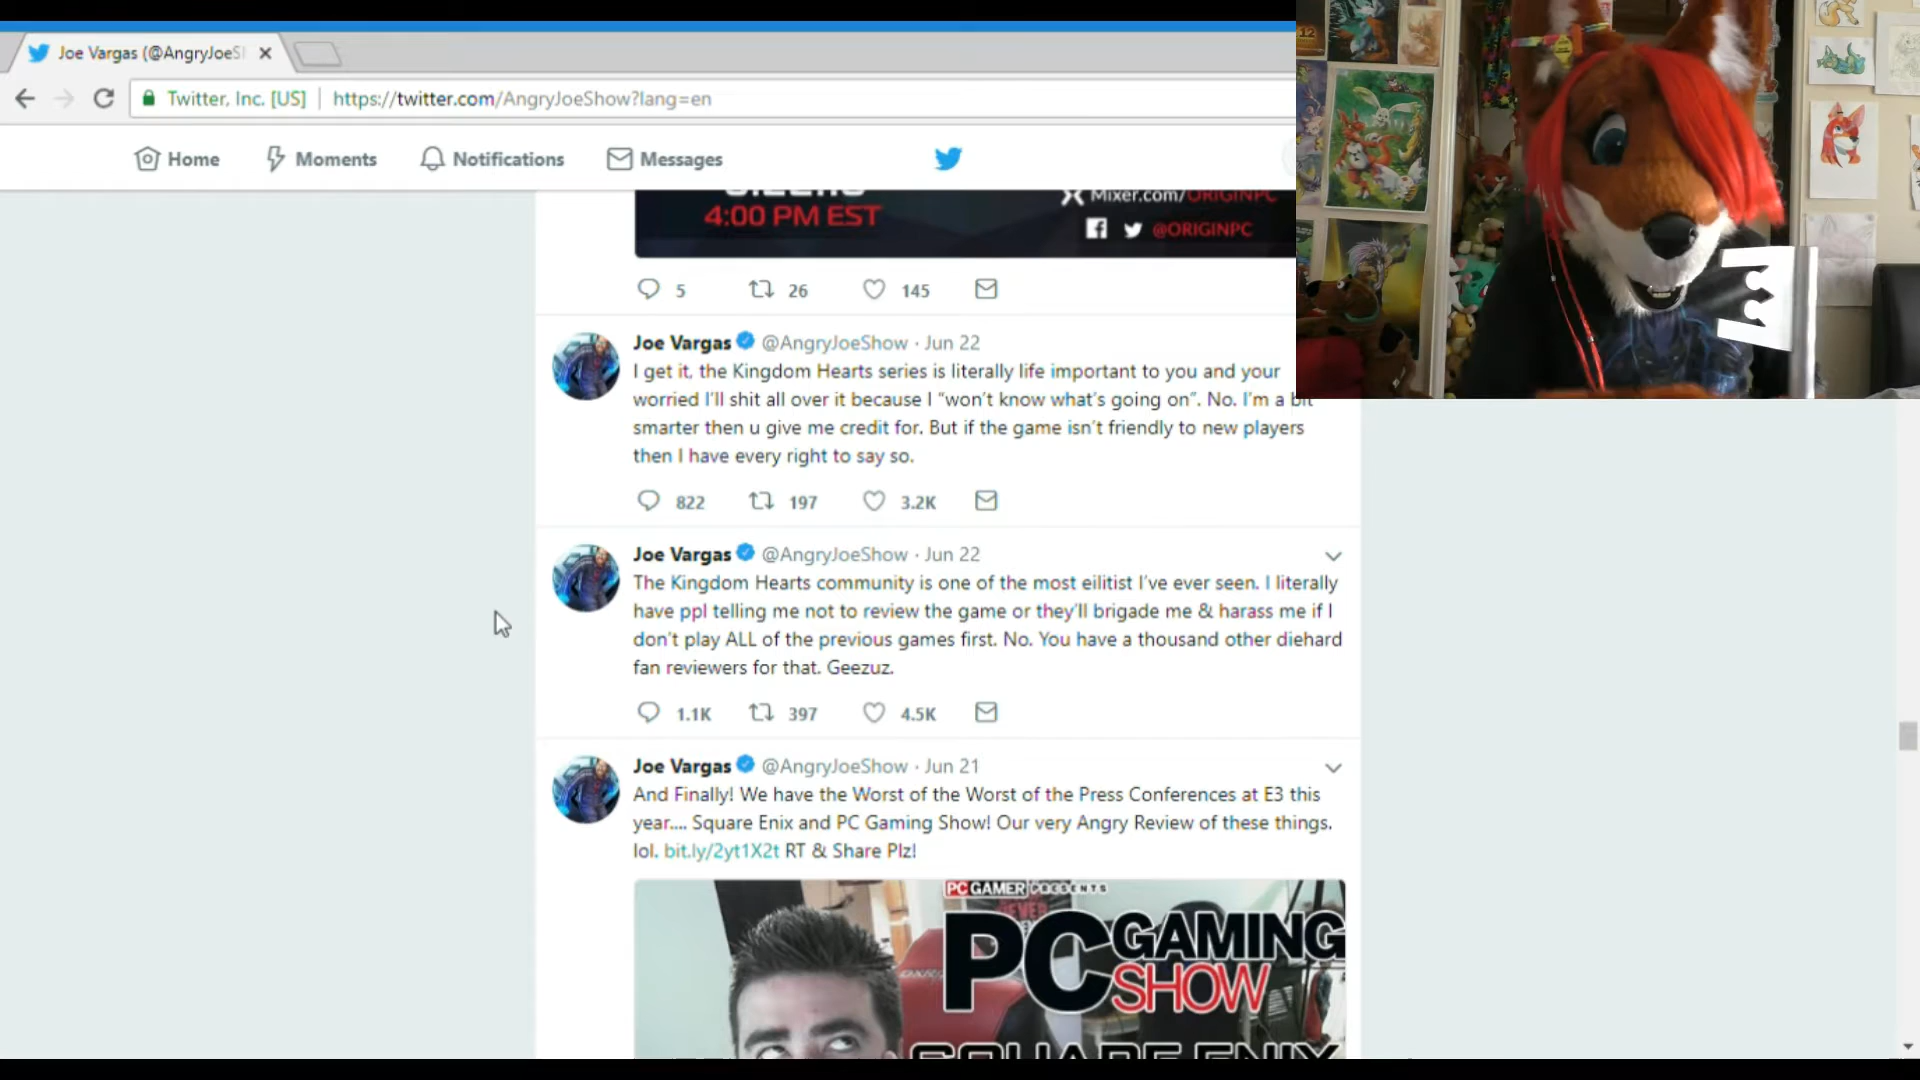 Joe Vargas (@AngryJoeS
Twitter, Inc. [US] https://twitter.com/AngryJoeShow?lang=en
Home Moments Notifications Messages
4:00 PM EST
Mixer.com/ORIGINPC
@ORIGINPC
5 26 145
Joe Vargas @AngryJoeShow · Jun 22
I get it, the Kingdom Hearts series is literally life important to you and your
worried I'll shit all over it because I “won't know what's going on”. No. I'm a bit
smarter then u give me credit for. But if the game isn't friendly to new players
then I have every right to say so.
822 197 3.2K
Joe Vargas @AngryJoeShow · Jun 22
The Kingdom Hearts community is one of the most eilitist I've ever seen. I literally
have ppl telling me not to review the game or they'll brigade me & harass me if I
don't play ALL of the previous games first. No. You have a thousand other diehard
fan reviewers for that. Geezuz.
1.1K 397 4.5K
Joe Vargas @AngryJoeShow · Jun 21
And Finally! We have the Worst of the Worst of the Press Conferences at E3 this
year.... Square Enix and PC Gaming Show! Our very Angry Review of these things.
lol. bit.ly/2yt1X2t RT & Share Plz!
PC GAMER PRESENTS
PC GAMING
SHOW
SQUARE ENIX
12